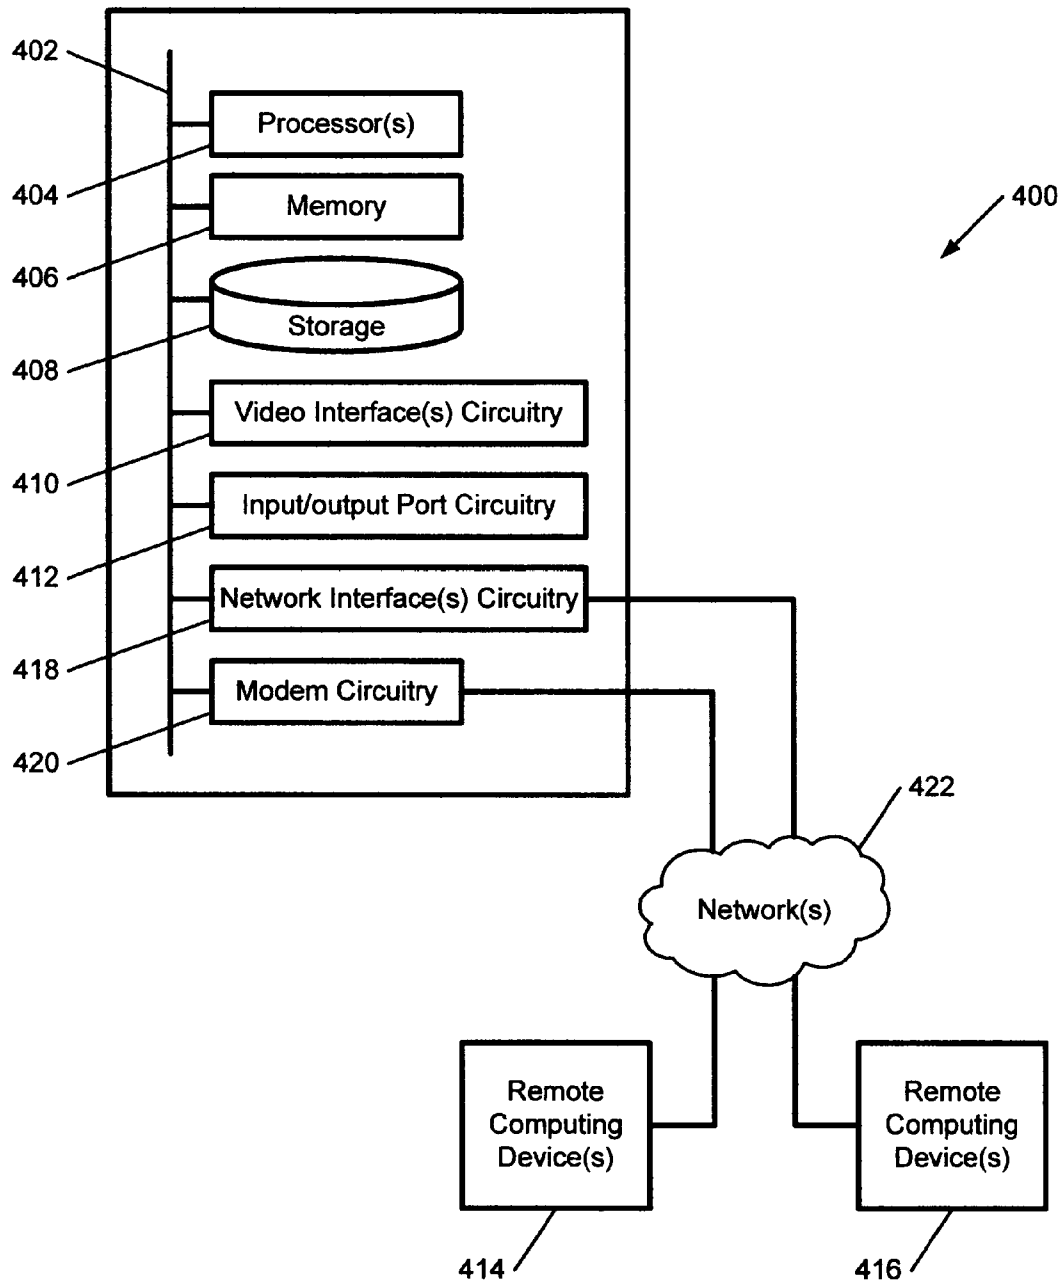 402
Processor(s)
404
Memory
400
406
Storage
408
Video Interface(s) Circuitry
410
Input/output Port Circuitry
412
Network Interface(s) Circuitry
418
Modem Circuitry
420
422
Network(s)
Remote
Computing
Device(s)
Remote
Computing
Device(s)
414
416